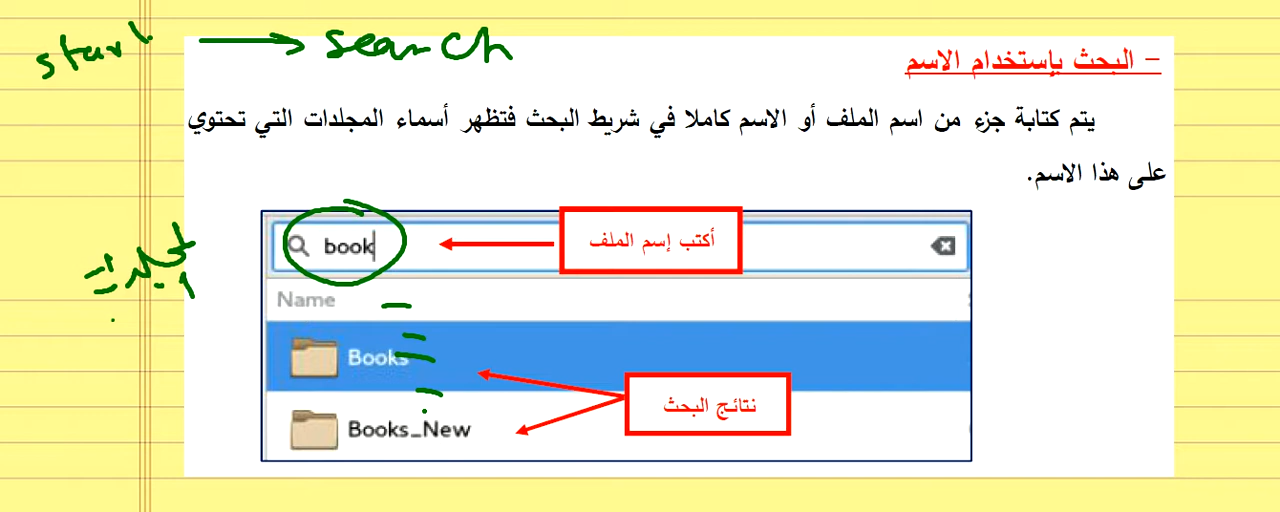 start → search
– البحث بإستخدام الاسم
يتم كتابة جزء من اسم الملف أو الاسم كاملا في شريط البحث فتظهر أسماء المجلدات التي تحتوي
على هذا الاسم.
book
أكتب إسم الملف
Name
Books
نتائج البحث
Books_New